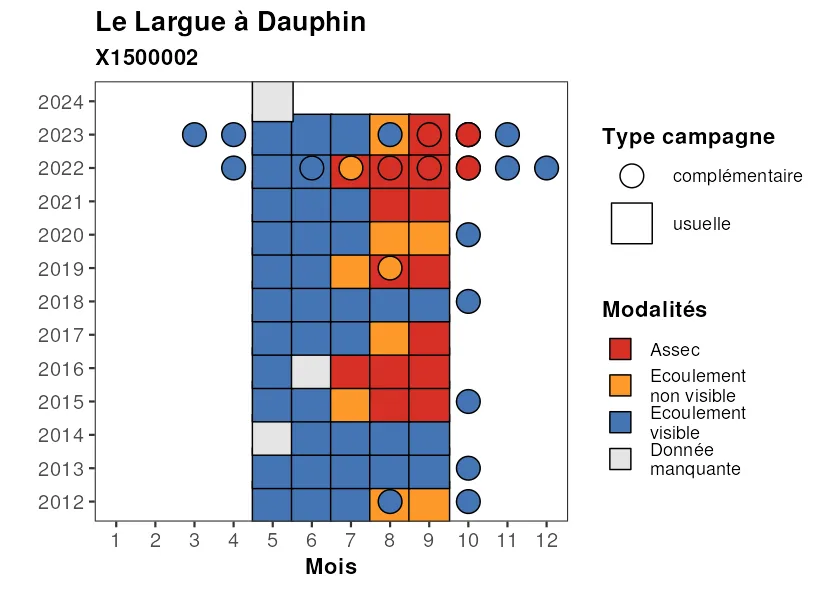 Le Largue à Dauphin
X1500002
2024
2023
2022
2021
2020
2019
2018
2017
2016
2015
2014
2013
2012
1 2 3 4 5 6 7 8 9 10 11 12
Mois
Type campagne
complémentaire
usuelle
Modalités
Assec
Ecoulement
non visible
Ecoulement
visible
Donnée
manquante